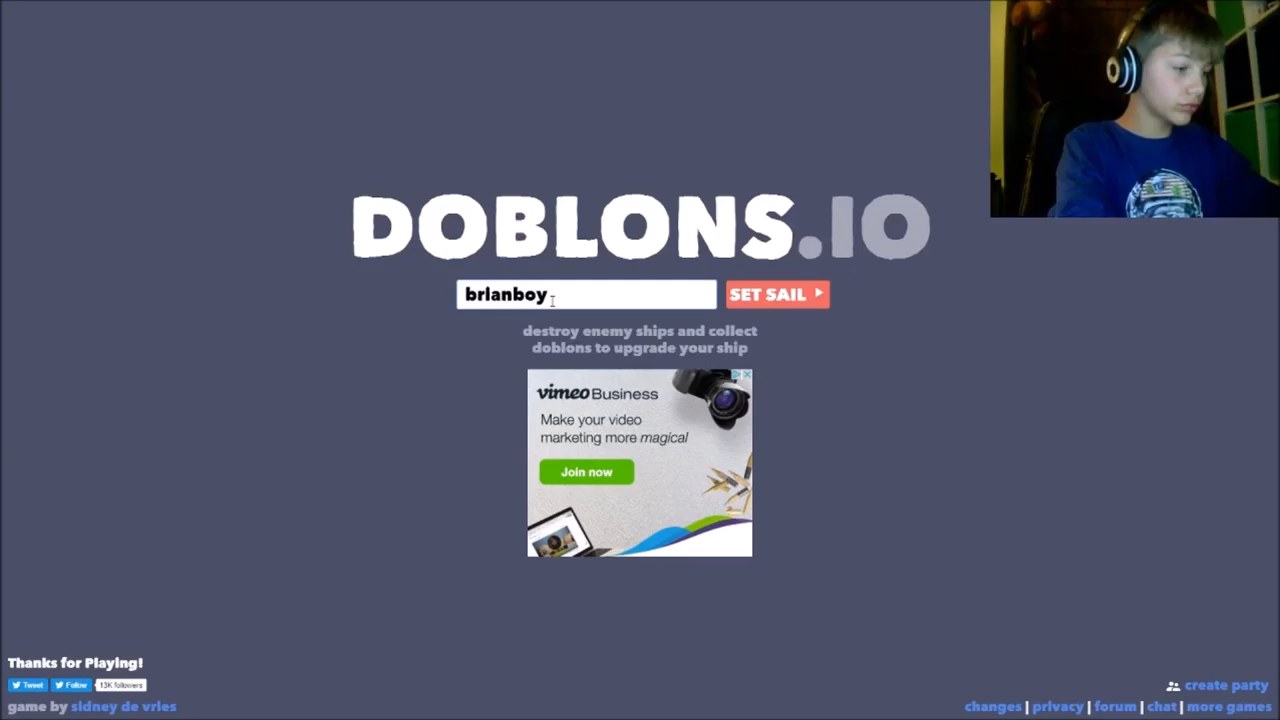 DOBLONS.IO
brianboy
SET SAIL
destroy enemy ships and collect
doblons to upgrade your ship
vimeo Business
Make your video
marketing more magical
Join now
Thanks for Playing!
Tweet
Follow
13K followers
create party
game by sidney de vries
changes | privacy | forum | chat | more games